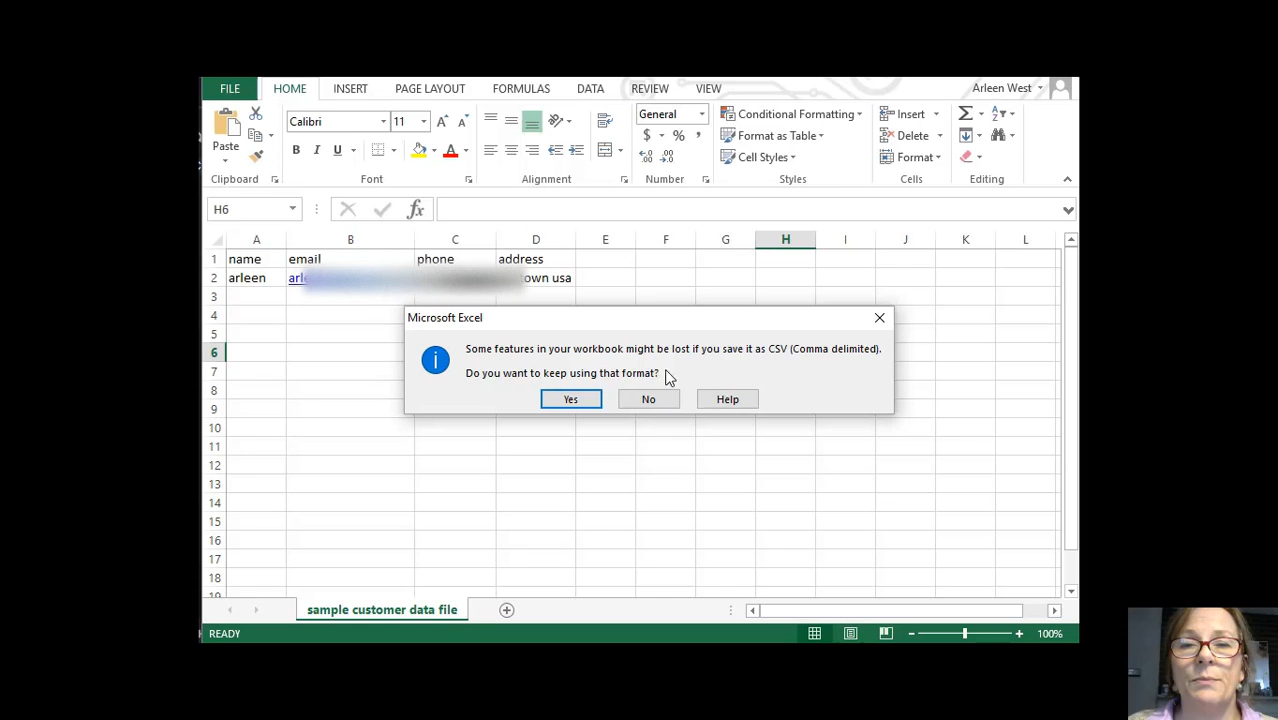 FILE HOME INSERT PAGE LAYOUT FORMULAS DATA REVIEW VIEW Arleen West
Calibri 11 General Conditional Formatting Insert
Paste B I U A $ % , Format as Table Delete
Cell Styles Format
Clipboard Font Alignment Number Styles Cells Editing
H6 fx
A B C D E F G H I J K L
1 name email phone address
2 arleen own usa
3
4
5
6
7
8
9
10
11
12
13
14
15
16
17
18
Microsoft Excel
Some features in your workbook might be lost if you save it as CSV (Comma delimited).
Do you want to keep using that format?
Yes No Help
sample customer data file
READY 100%